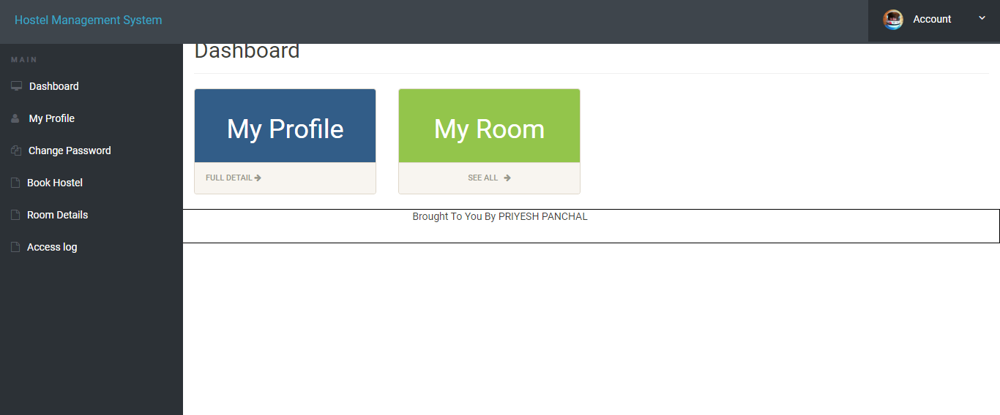 Hostel Management System
Account
MAIN
Dashboard
My Profile
Change Password
Book Hostel
Room Details
Access log
Dashboard
My Profile
FULL DETAIL
My Room
SEE ALL
Brought To You By PRIYESH PANCHAL